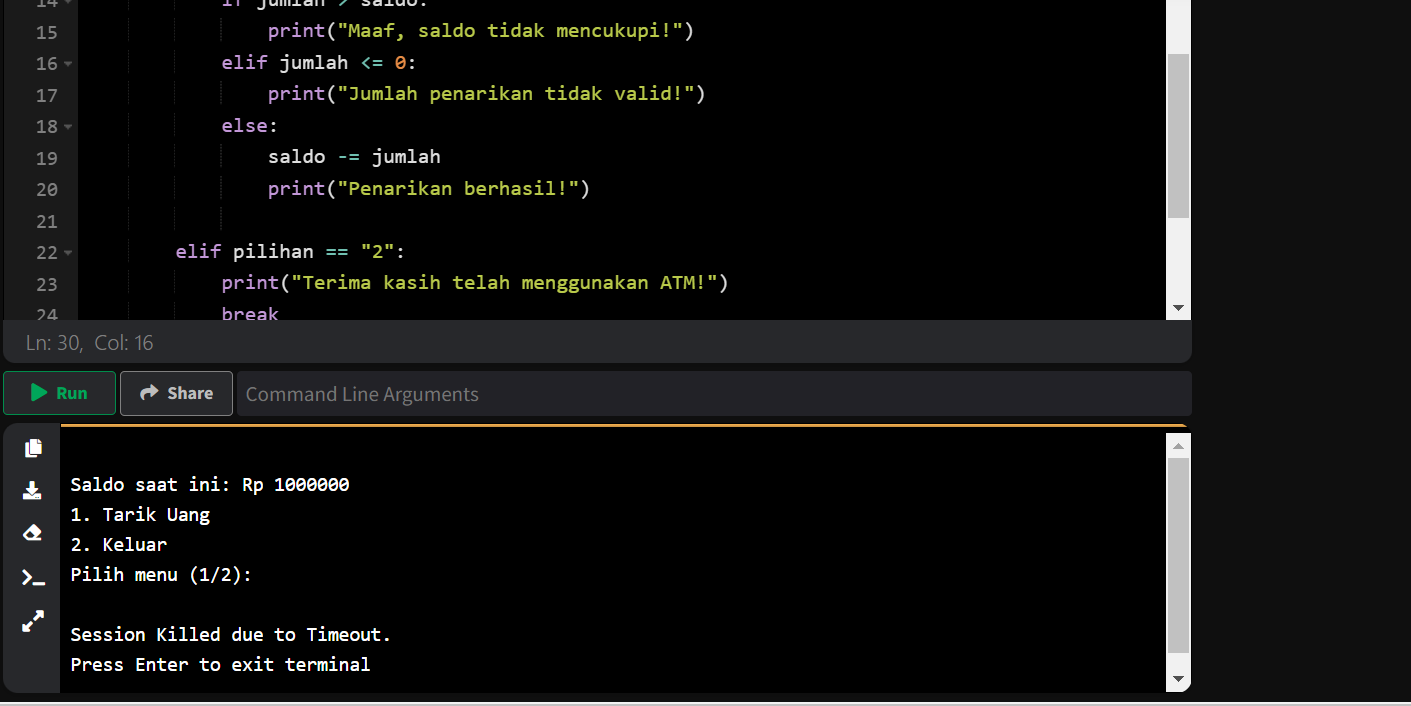 14 if jumlah > saldo:
15 print("Maaf, saldo tidak mencukupi!")
16 elif jumlah <= 0:
17 print("Jumlah penarikan tidak valid!")
18 else:
19 saldo -= jumlah
20 print("Penarikan berhasil!")
21
22 elif pilihan == "2":
23 print("Terima kasih telah menggunakan ATM!")
24 break
Ln: 30, Col: 16
Run Share Command Line Arguments
Saldo saat ini: Rp 1000000
1. Tarik Uang
2. Keluar
Pilih menu (1/2):
Session Killed due to Timeout.
Press Enter to exit terminal